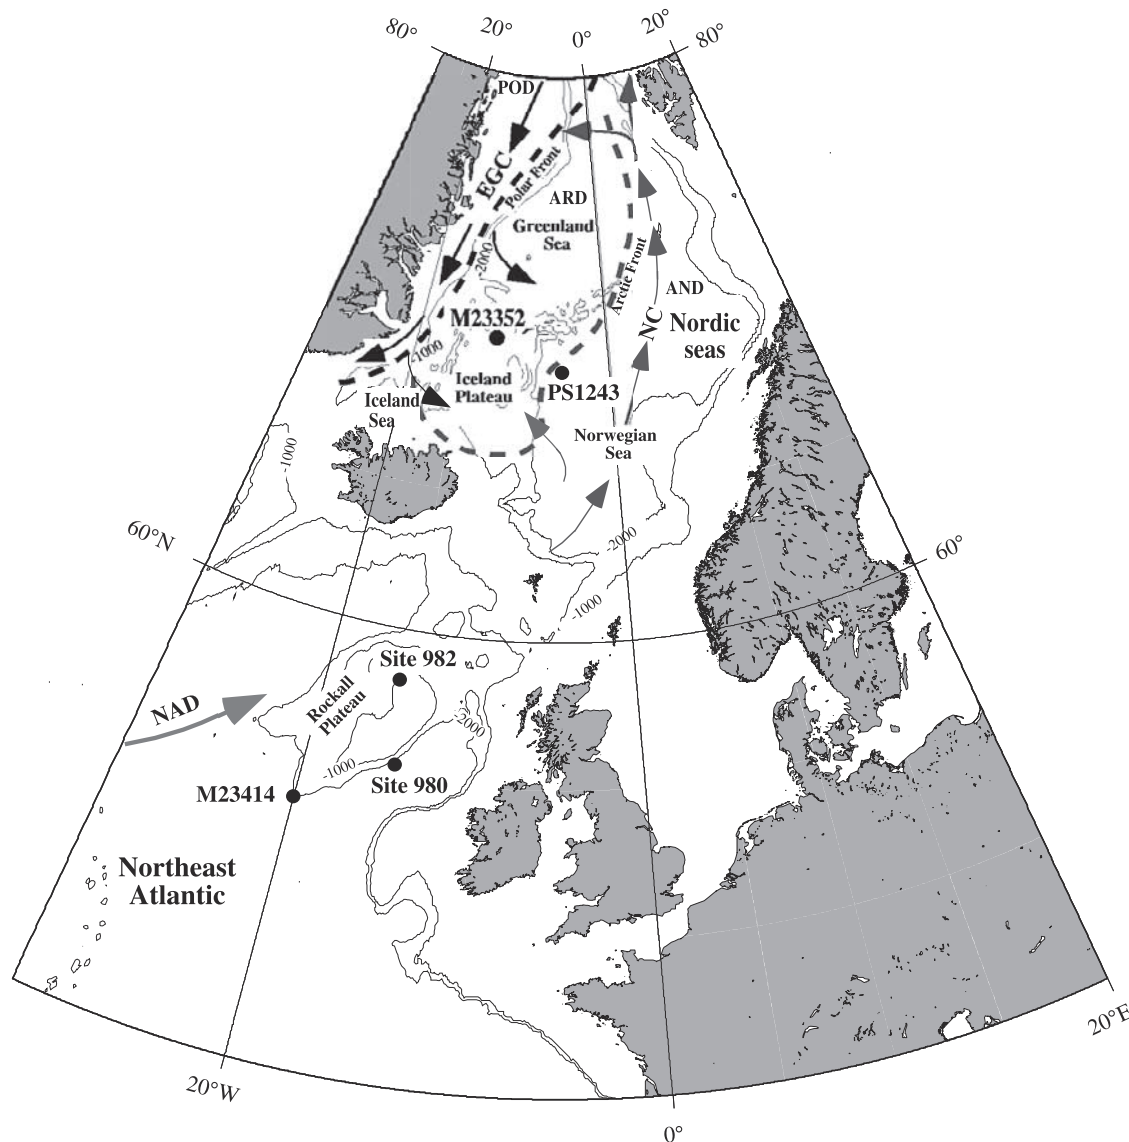 80°
20°
0°
20°
80°
POD
EGC
Polar Front
ARD
Greenland
Sea
-2000
Arctic Front
AND
M23352
NC
Nordic
seas
-1000
Iceland
Plateau
PS1243
Iceland
Sea
Norwegian
Sea
-1000
60°N
-2000
60°
-1000
Site 982
Rockall
Plateau
NAD
-2000
-1000
Site 980
M23414
Northeast
Atlantic
20°E
20°W
0°